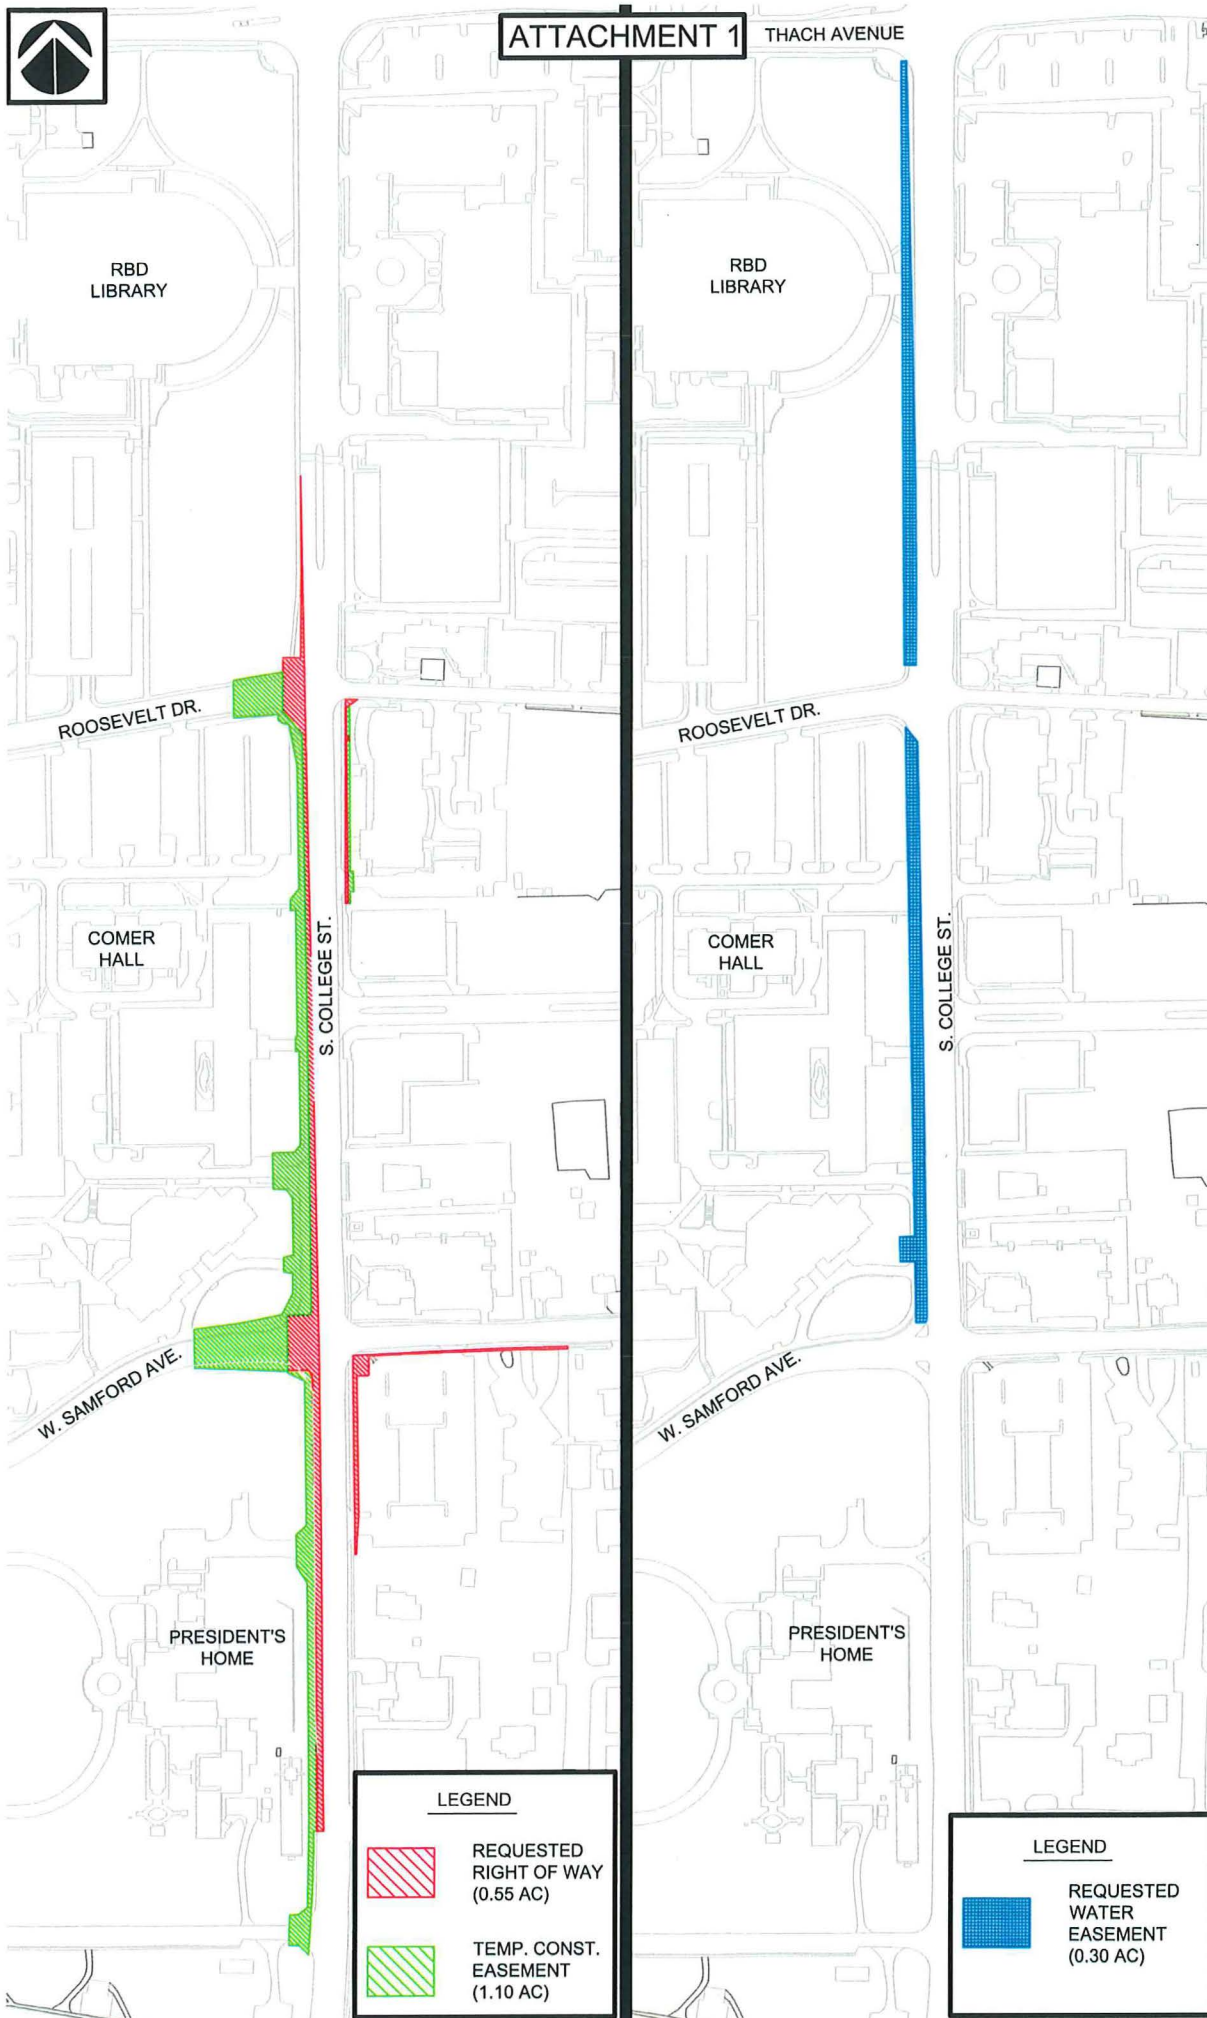 ATTACHMENT 1
THACH AVENUE
RBD
LIBRARY
ROOSEVELT DR.
COMER
HALL
S. COLLEGE ST.
W. SAMFORD AVE.
PRESIDENT'S
HOME
LEGEND
REQUESTED
RIGHT OF WAY
(0.55 AC)
TEMP. CONST.
EASEMENT
(1.10 AC)
RBD
LIBRARY
ROOSEVELT DR.
COMER
HALL
S. COLLEGE ST.
W. SAMFORD AVE.
PRESIDENT'S
HOME
LEGEND
REQUESTED
WATER
EASEMENT
(0.30 AC)